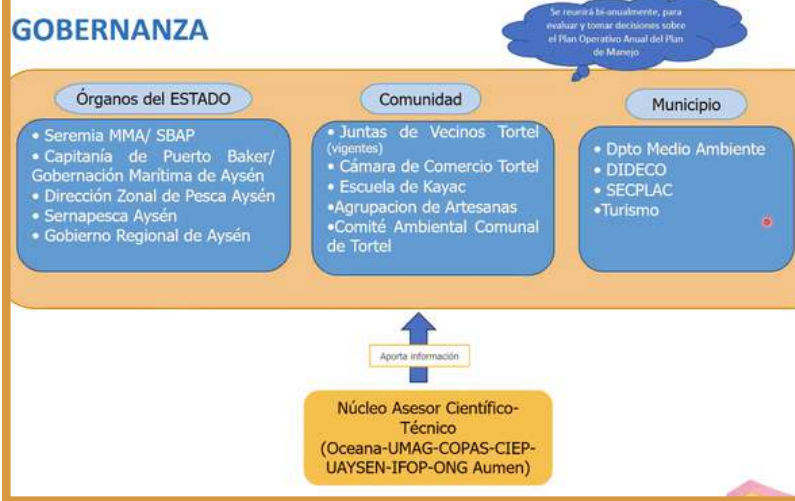 GOBERNANZA
Se reunirá bi-anualmente, para
evaluar y tomar decisiones sobre
el Plan Operativo Anual del Plan
de Manejo
Órganos del ESTADO
• Seremia MMA/ SBAP
• Capitanía de Puerto Baker/
Gobernación Marítima de Aysén
• Dirección Zonal de Pesca Aysén
• Sernapesca Aysén
• Gobierno Regional de Aysén
Comunidad
• Juntas de Vecinos Tortel
(vigentes)
• Cámara de Comercio Tortel
• Escuela de Kayac
•Agrupacion de Artesanas
•Comité Ambiental Comunal
de Tortel
Municipio
• Dpto Medio Ambiente
• DIDECO
• SECPLAC
•Turismo
Aporta información
Núcleo Asesor Científico-
Técnico
(Oceana-UMAG-COPAS-CIEP-
UAYSEN-IFOP-ONG Aumen)